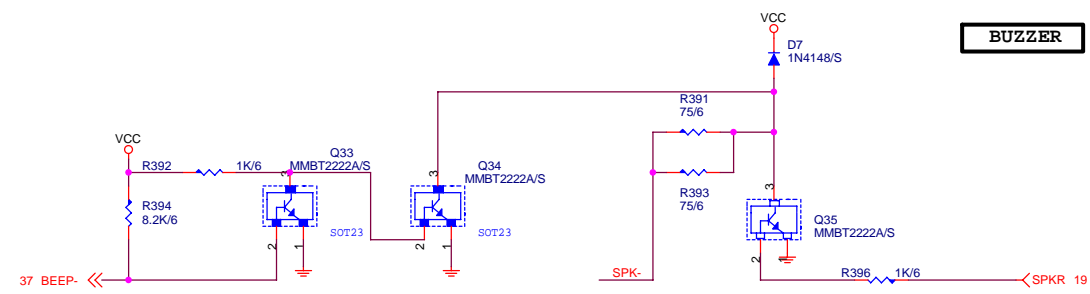 VCC
BUZZER
D7
1N4148/S
R391
75/6
VCC
R392
1K/6
Q33
MMBT2222A/S
Q34
MMBT2222A/S
3
3
R393
75/6
3
R394
8.2K/6
SOT23
SOT23
Q35
MMBT2222A/S
2
1
2
1
2
1
37 BEEP-
SPK-
R396
1K/6
SPKR 19